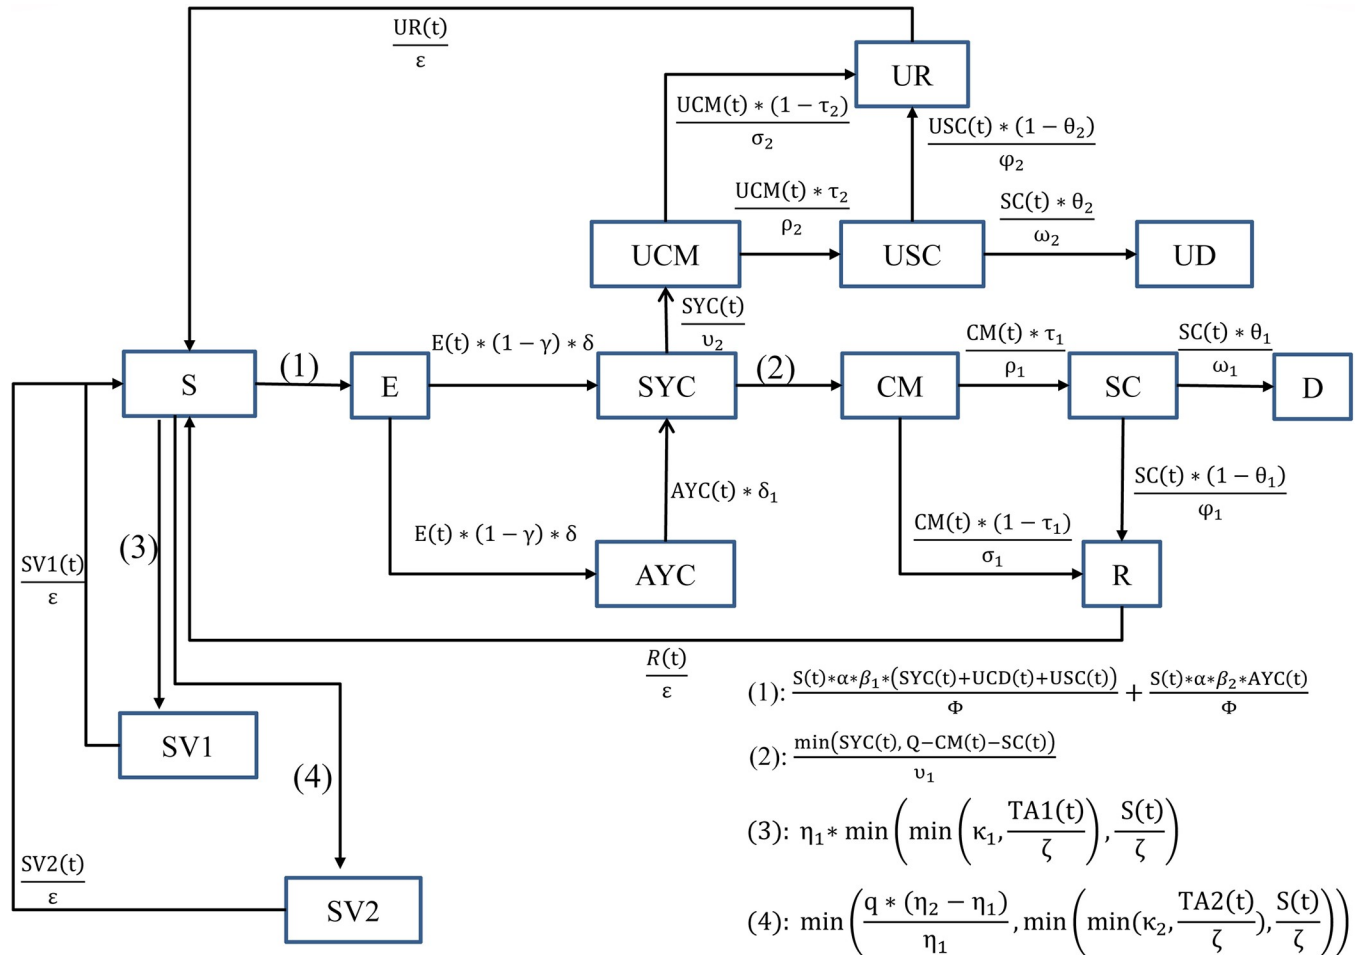 UR(t)/ε
UR
UCM(t) ∗ (1 − τ₂)/σ₂
USC(t) ∗ (1 − θ₂)/φ₂
UCM(t) ∗ τ₂/ρ₂
SC(t) ∗ θ₂/ω₂
UCM
USC
UD
SYC(t)/υ₂
E(t) ∗ (1 − γ) ∗ δ
CM(t) ∗ τ₁/ρ₁
SC(t) ∗ θ₁/ω₁
S
(1)
E
SYC
(2)
CM
SC
D
AYC(t) ∗ δ₁
SC(t) ∗ (1 − θ₁)/φ₁
E(t) ∗ (1 − γ) ∗ δ
CM(t) ∗ (1 − τ₁)/σ₁
(3)
SV1(t)/ε
AYC
R
R(t)/ε
SV1
(4)
SV2(t)/ε
SV2
(1): S(t)∗α∗β₁∗(SYC(t)+UCD(t)+USC(t))/Φ + S(t)∗α∗β₂∗AYC(t)/Φ
(2): min(SYC(t), Q−CM(t)−SC(t))/υ₁
(3): η₁∗ min(min(κ₁, TA1(t)/ζ), S(t)/ζ)
(4): min(q ∗ (η₂ − η₁)/η₁, min(min(κ₂, TA2(t)/ζ), S(t)/ζ))